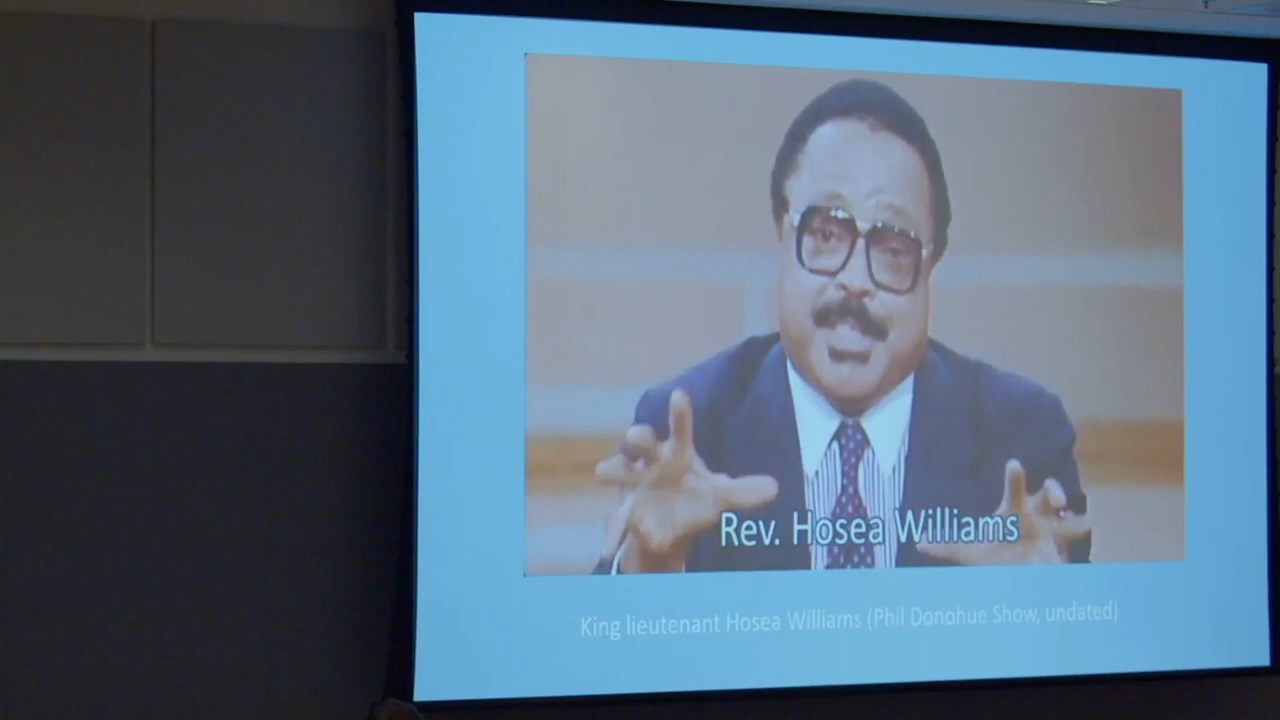 Rev. Hosea Williams
King lieutenant Hosea Williams (Phil Donohue Show, undated)